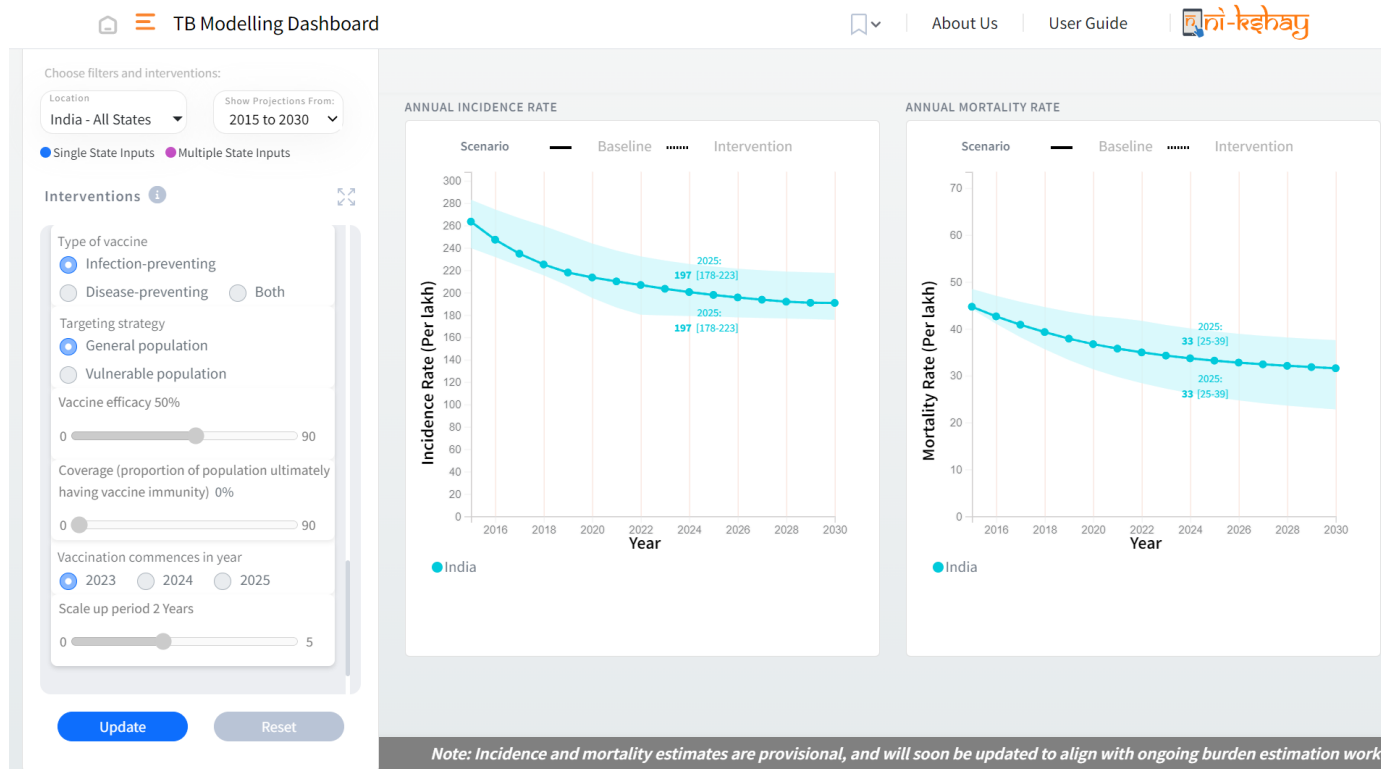 TB Modelling Dashboard
About Us
User Guide
ni-kshay
Choose filters and interventions:
Location
India - All States
Show Projections From:
2015 to 2030
Single State Inputs
Multiple State Inputs
Interventions
i
Type of vaccine
Infection-preventing
Disease-preventing
Both
Targeting strategy
General population
Vulnerable population
Vaccine efficacy 50%
0
90
Coverage (proportion of population ultimately
having vaccine immunity) 0%
0
90
Vaccination commences in year
2023
2024
2025
Scale up period 2 Years
0
5
Update
Reset
ANNUAL INCIDENCE RATE
Scenario
Baseline
Intervention
Incidence Rate (Per lakh)
300
280
260
240
220
200
180
160
140
120
100
80
60
40
20
0
2025:
197 [178-223]
2025:
197 [178-223]
2016
2018
2020
2022
2024
2026
2028
2030
Year
India
ANNUAL MORTALITY RATE
Scenario
Baseline
Intervention
Mortality Rate (Per lakh)
70
60
50
40
30
20
10
0
2025:
33 [25-39]
2025:
33 [25-39]
2016
2018
2020
2022
2024
2026
2028
2030
Year
India
Note: Incidence and mortality estimates are provisional, and will soon be updated to align with ongoing burden estimation work